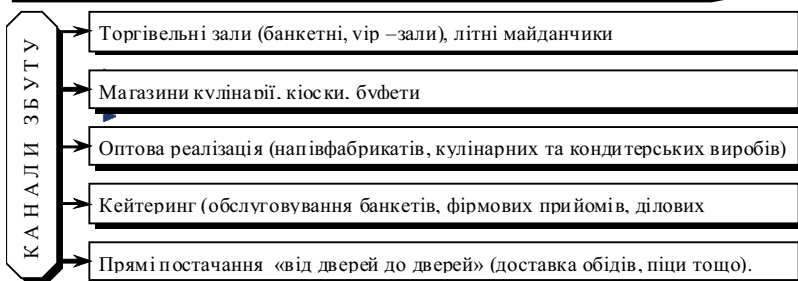 КАНАЛИ ЗБУТУ
Торгівельні зали (банкетні, vip –зали), літні майданчики
Магазини кулінарії, кіоски, буфети
Оптова реалізація (напівфабрикатів, кулінарних та кондитерських виробів)
Кейтеринг (обслуговування банкетів, фірмових прийомів, ділових
Прямі постачання «від дверей до дверей» (доставка обідів, піци тощо).